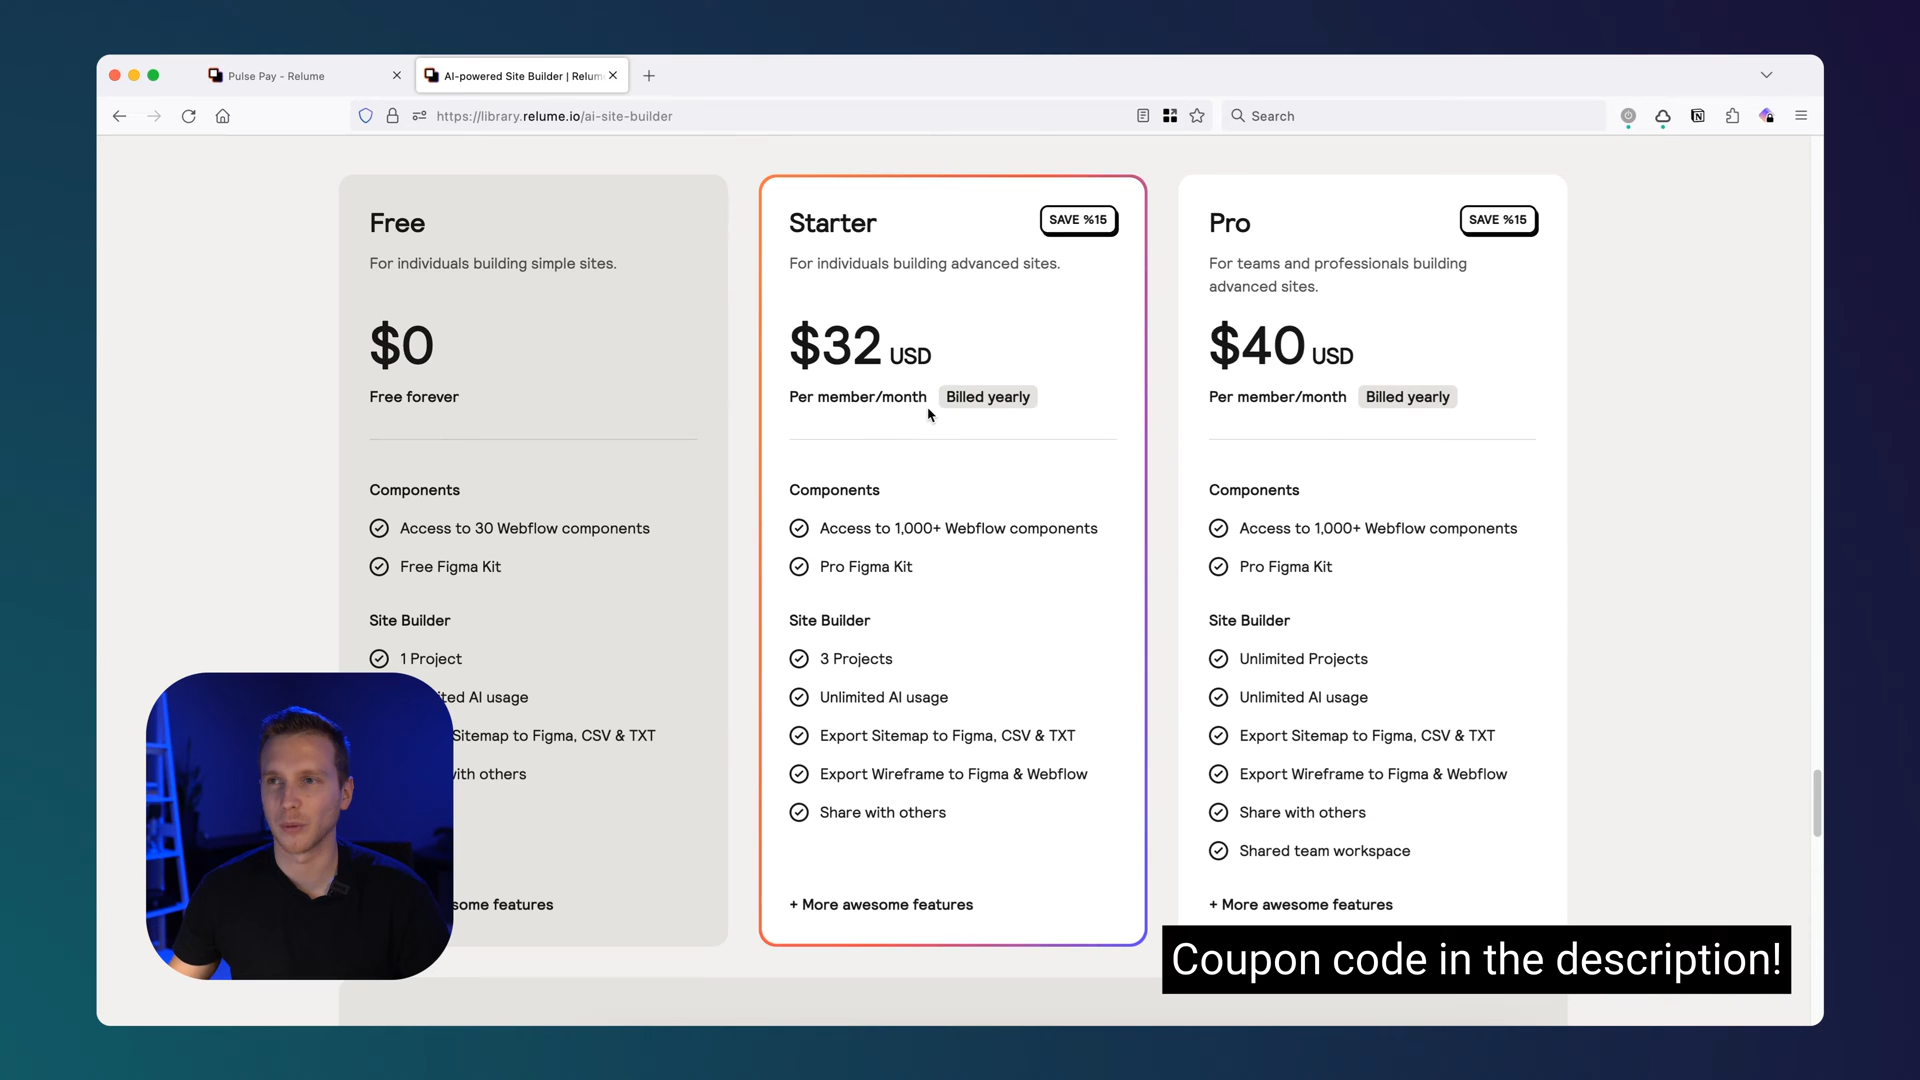 Pulse Pay - Relume
AI-powered Site Builder | Relum
https://library.relume.io/ai-site-builder
Search
Free
For individuals building simple sites.
$0
Free forever
Components
Access to 30 Webflow components
Free Figma Kit
Site Builder
1 Project
ited AI usage
Sitemap to Figma, CSV & TXT
with others
some features
Starter
SAVE %15
For individuals building advanced sites.
$32 USD
Per member/month Billed yearly
Components
Access to 1,000+ Webflow components
Pro Figma Kit
Site Builder
3 Projects
Unlimited AI usage
Export Sitemap to Figma, CSV & TXT
Export Wireframe to Figma & Webflow
Share with others
+ More awesome features
Pro
SAVE %15
For teams and professionals building
advanced sites.
$40 USD
Per member/month Billed yearly
Components
Access to 1,000+ Webflow components
Pro Figma Kit
Site Builder
Unlimited Projects
Unlimited AI usage
Export Sitemap to Figma, CSV & TXT
Export Wireframe to Figma & Webflow
Share with others
Shared team workspace
+ More awesome features
Coupon code in the description!